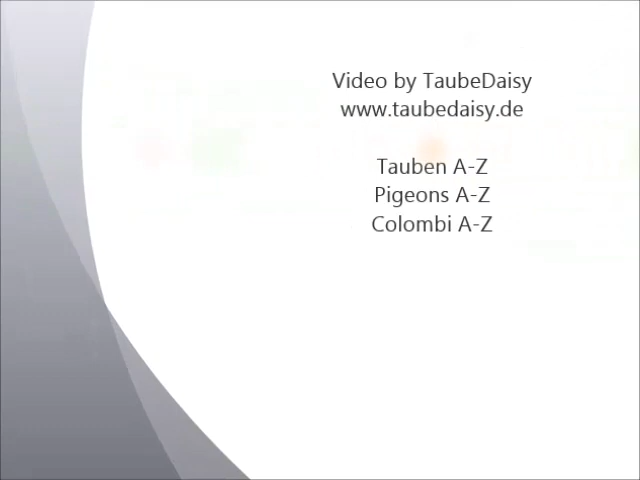 Video by TaubeDaisy
www.taubedaisy.de
Tauben A-Z
Pigeons A-Z
Colombi A-Z